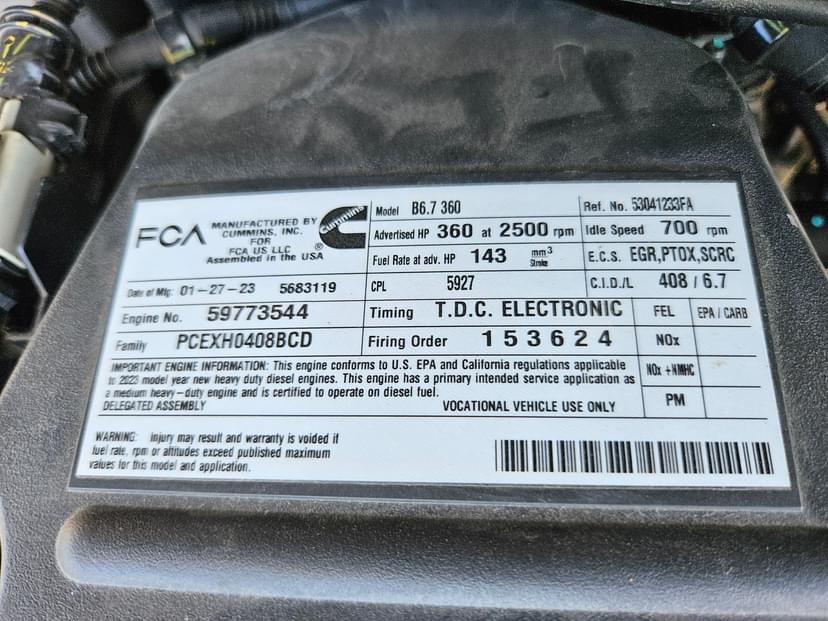 FCA
MANUFACTURED BY
CUMMINS, INC.
FOR
FCA US LLC
Assembled in the USA
Cummins
®
Model B6.7 360
Ref. No. 53041233FA
Advertised HP 360 at 2500 rpm
Idle Speed 700 rpm
Fuel Rate at adv. HP 143 mm³ Stroke
E.C.S. EGR,PTOX,SCRC
Date of Mfg: 01-27-23 5683119
CPL 5927
C.I.D./L 408 / 6.7
Engine No. 59773544
Timing T.D.C. ELECTRONIC
FEL EPA / CARB
Family PCEXH0408BCD
Firing Order 1 5 3 6 2 4
NOx
NOx +NMHC
PM
IMPORTANT ENGINE INFORMATION: This engine conforms to U.S. EPA and California regulations applicable
to 2023 model year new heavy duty diesel engines. This engine has a primary intended service application as
a medium heavy-duty engine and is certified to operate on diesel fuel.
DELEGATED ASSEMBLY VOCATIONAL VEHICLE USE ONLY
WARNING: Injury may result and warranty is voided if
fuel rate, rpm or altitudes exceed published maximum
values for this model and application.